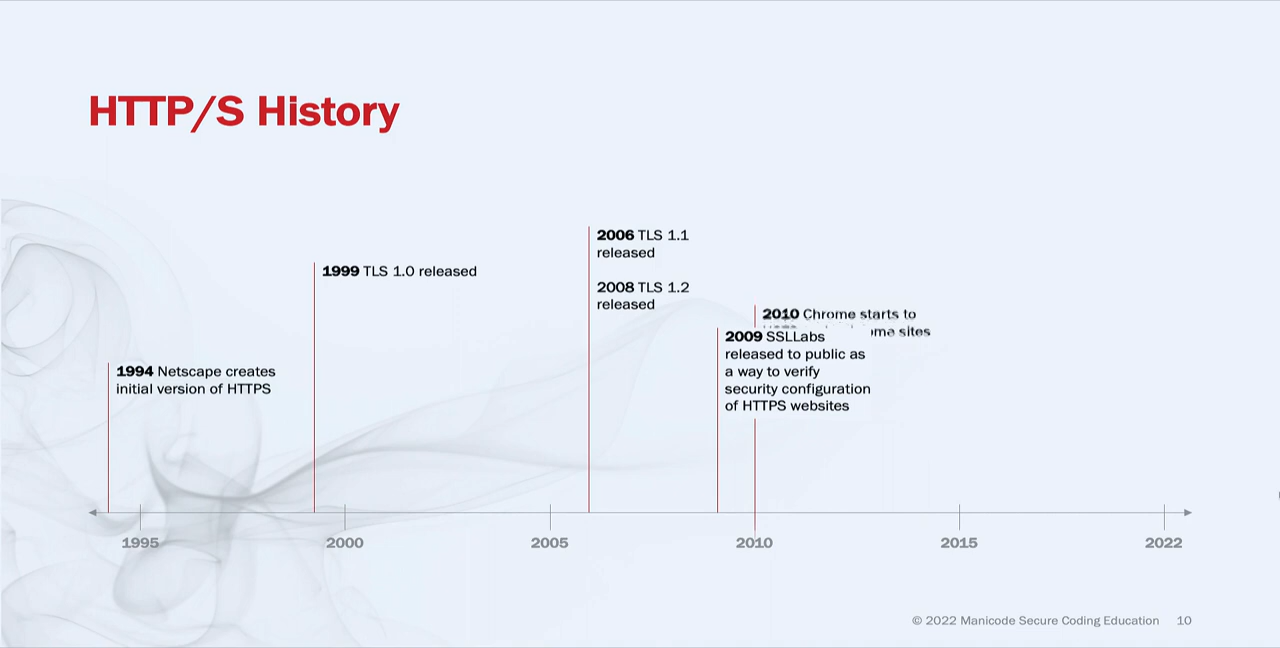 HTTP/S History
1994 Netscape creates
initial version of HTTPS
1999 TLS 1.0 released
2006 TLS 1.1
released
2008 TLS 1.2
released
2009 SSLLabs
released to public as
a way to verify
security configuration
of HTTPS websites
2010 Chrome starts to
sites
1995
2000
2005
2010
2015
2022
© 2022 Manicode Secure Coding Education
10